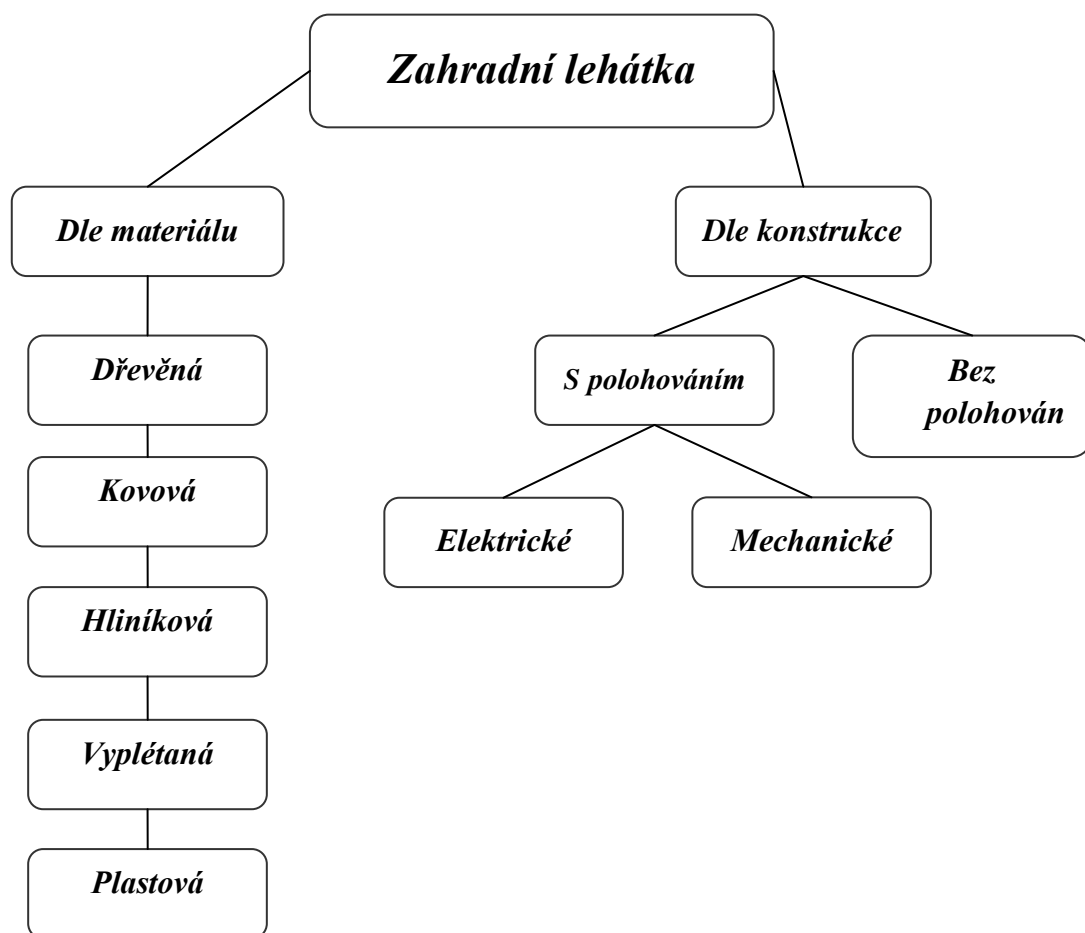 Zahradní lehátka
Dle materiálu
Dřevěná
Kovová
Hliníková
Vyplétaná
Plastová
Dle konstrukce
S polohováním
Bez
polohován
Elektrické
Mechanické